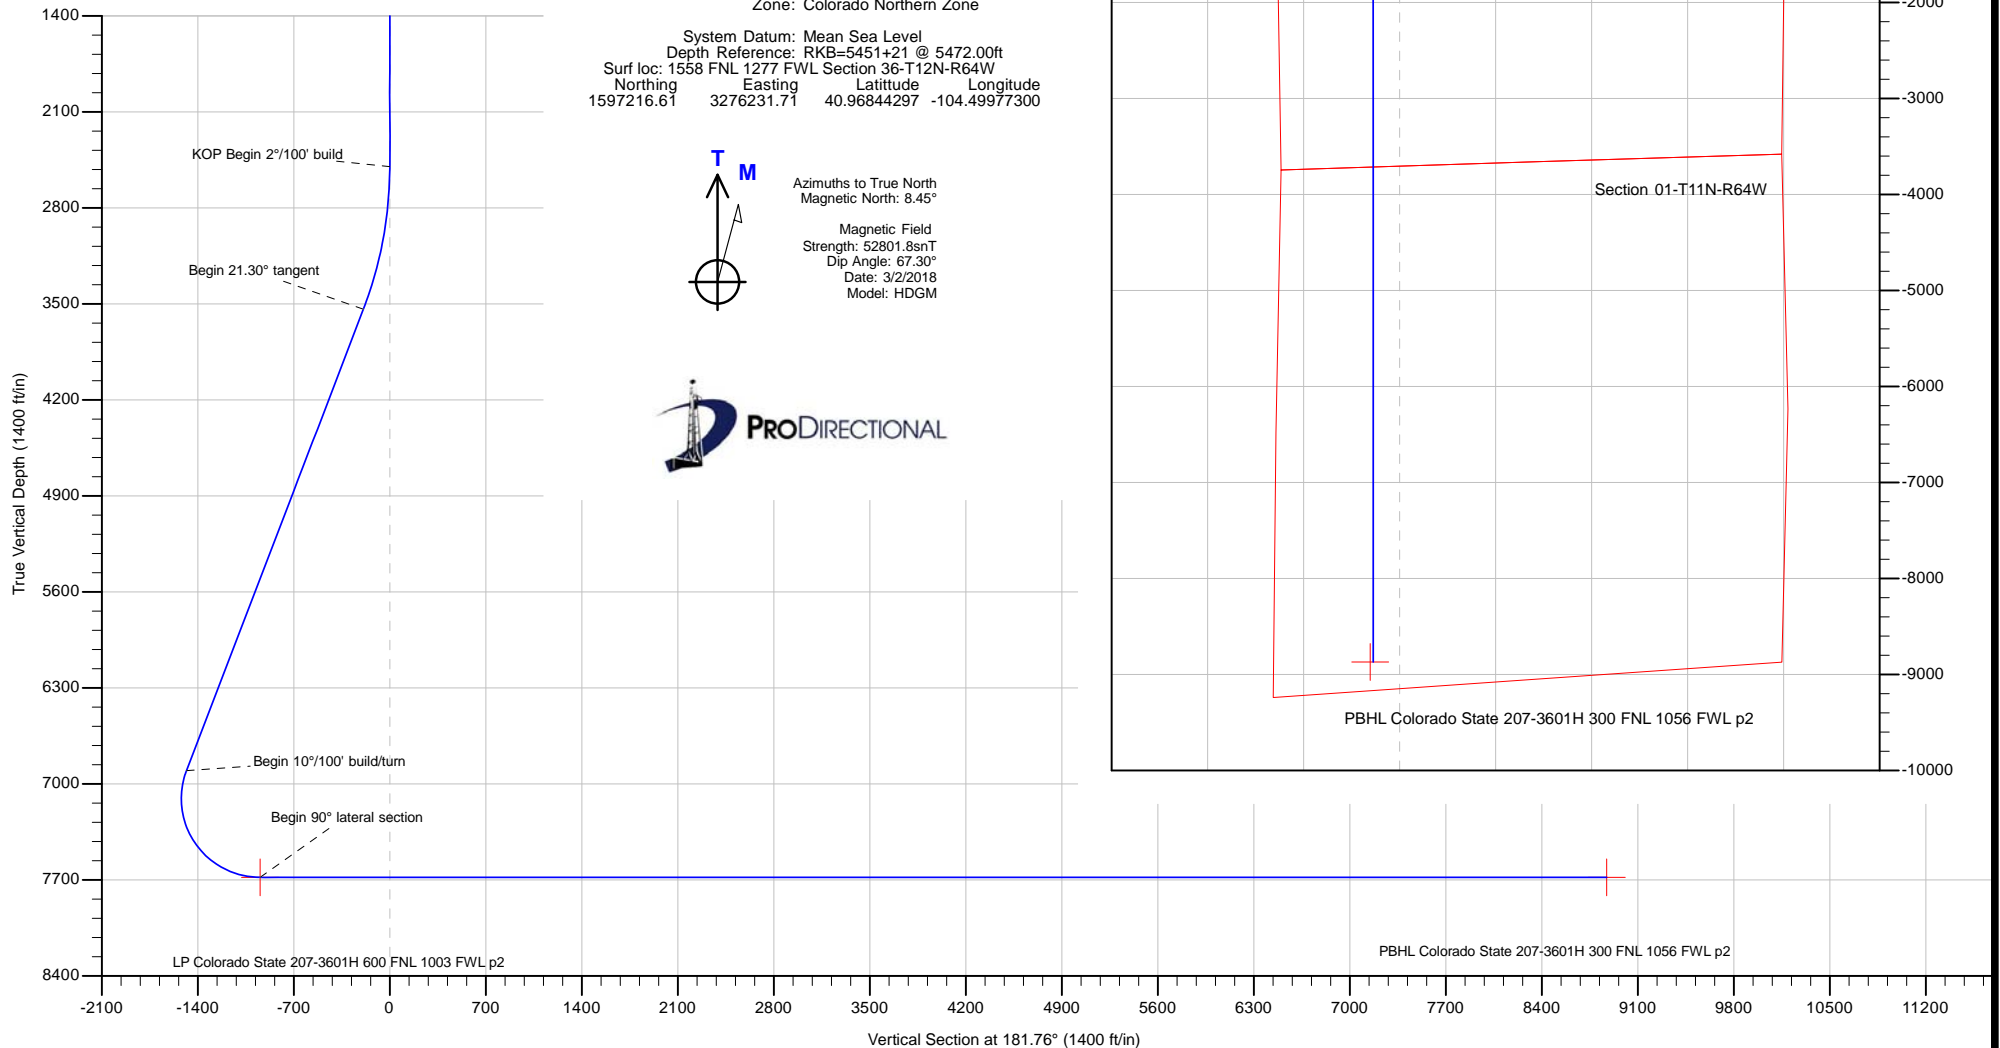 Zone: Colorado Northern Zone
System Datum: Mean Sea Level
Depth Reference: RKB=5451+21 @ 5472.00ft
Surf loc: 1558 FNL 1277 FWL Section 36-T12N-R64W
Northing Easting Latittude Longitude
1597216.61 3276231.71 40.96844297 -104.49977300
T
M
Azimuths to True North
Magnetic North: 8.45°
Magnetic Field
Strength: 52801.8snT
Dip Angle: 67.30°
Date: 3/2/2018
Model: HDGM
PRODIRECTIONAL
True Vertical Depth (1400 ft/in)
1400
2100
2800
3500
4200
4900
5600
6300
7000
7700
8400
KOP Begin 2°/100' build
Begin 21.30° tangent
Begin 10°/100' build/turn
Begin 90° lateral section
LP Colorado State 207-3601H 600 FNL 1003 FWL p2
PBHL Colorado State 207-3601H 300 FNL 1056 FWL p2
-2100 -1400 -700 0 700 1400 2100 2800 3500 4200 4900 5600 6300 7000 7700 8400 9100 9800 10500 11200
Vertical Section at 181.76° (1400 ft/in)
-2000
-3000
-4000
-5000
-6000
-7000
-8000
-9000
-10000
Section 01-T11N-R64W
PBHL Colorado State 207-3601H 300 FNL 1056 FWL p2